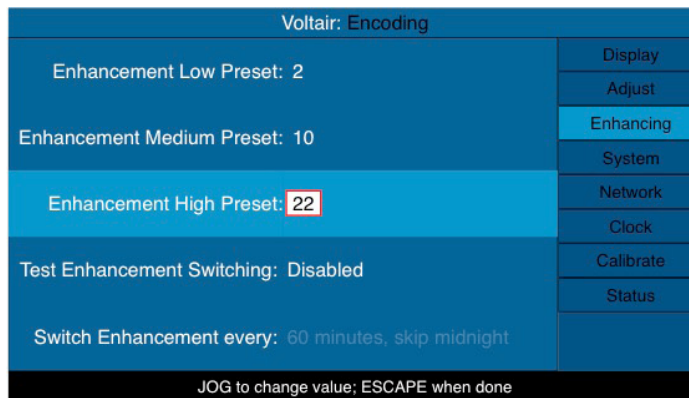 Voltair: Encoding
Enhancement Low Preset: 2
Enhancement Medium Preset: 10
Enhancement High Preset: 22
Test Enhancement Switching: Disabled
Switch Enhancement every: 60 minutes, skip midnight
Display
Adjust
Enhancing
System
Network
Clock
Calibrate
Status
JOG to change value; ESCAPE when done